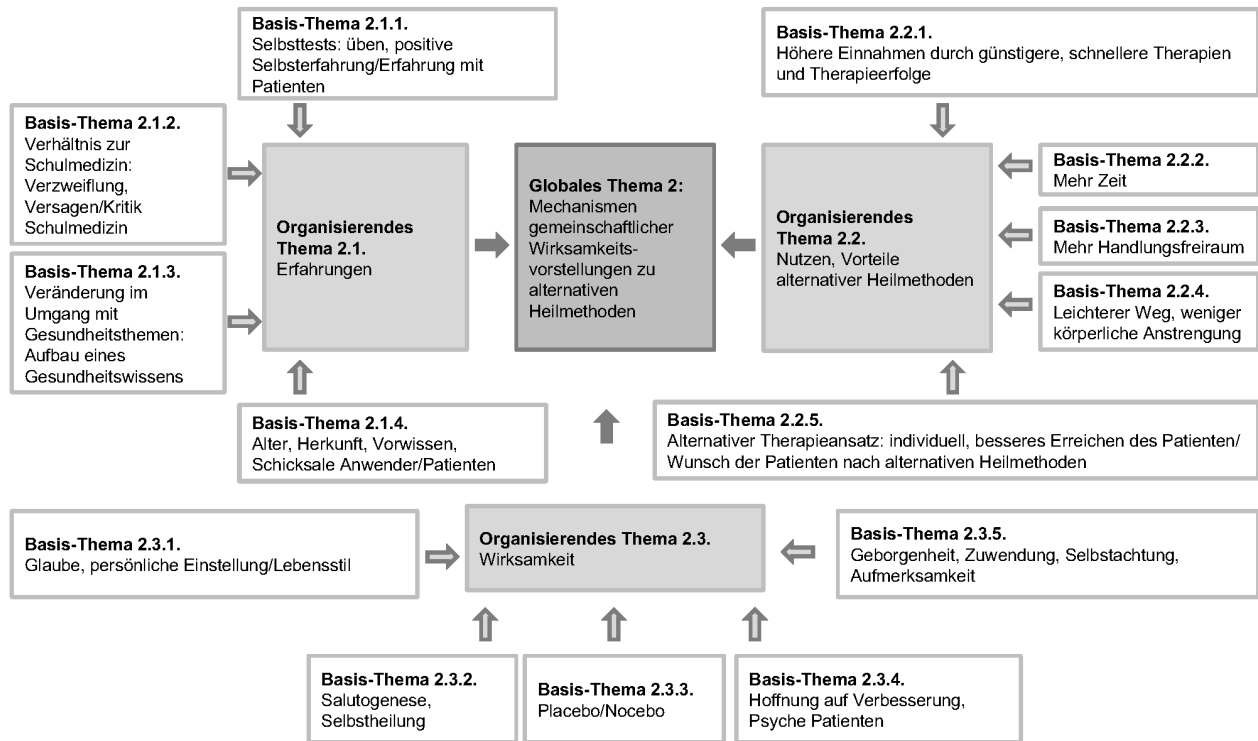 Basis-Thema 2.1.1.
Selbsttests: üben, positive
Selbsterfahrung/Erfahrung mit
Patienten
Basis-Thema 2.2.1.
Höhere Einnahmen durch günstigere, schnellere Therapien
und Therapieerfolge
Basis-Thema 2.1.2.
Verhältnis zur
Schulmedizin:
Verzweiflung,
Versagen/Kritik
Schulmedizin
Basis-Thema 2.1.3.
Veränderung im
Umgang mit
Gesundheitsthemen:
Aufbau eines
Gesundheitswissens
Organisierendes
Thema 2.1.
Erfahrungen
Globales Thema 2:
Mechanismen
gemeinschaftlicher
Wirksamkeits-
vorstellungen zu
alternativen
Heilmethoden
Organisierendes
Thema 2.2.
Nutzen, Vorteile
alternativer Heilmethoden
Basis-Thema 2.2.2.
Mehr Zeit
Basis-Thema 2.2.3.
Mehr Handlungsfreiraum
Basis-Thema 2.2.4.
Leichterer Weg, weniger
körperliche Anstrengung
Basis-Thema 2.1.4.
Alter, Herkunft, Vorwissen,
Schicksale Anwender/Patienten
Basis-Thema 2.2.5.
Alternativer Therapieansatz: individuell, besseres Erreichen des Patienten/
Wunsch der Patienten nach alternativen Heilmethoden
Basis-Thema 2.3.1.
Glaube, persönliche Einstellung/Lebensstil
Organisierendes Thema 2.3.
Wirksamkeit
Basis-Thema 2.3.5.
Geborgenheit, Zuwendung, Selbstachtung,
Aufmerksamkeit
Basis-Thema 2.3.2.
Salutogenese,
Selbstheilung
Basis-Thema 2.3.3.
Placebo/Nocebo
Basis-Thema 2.3.4.
Hoffnung auf Verbesserung,
Psyche Patienten